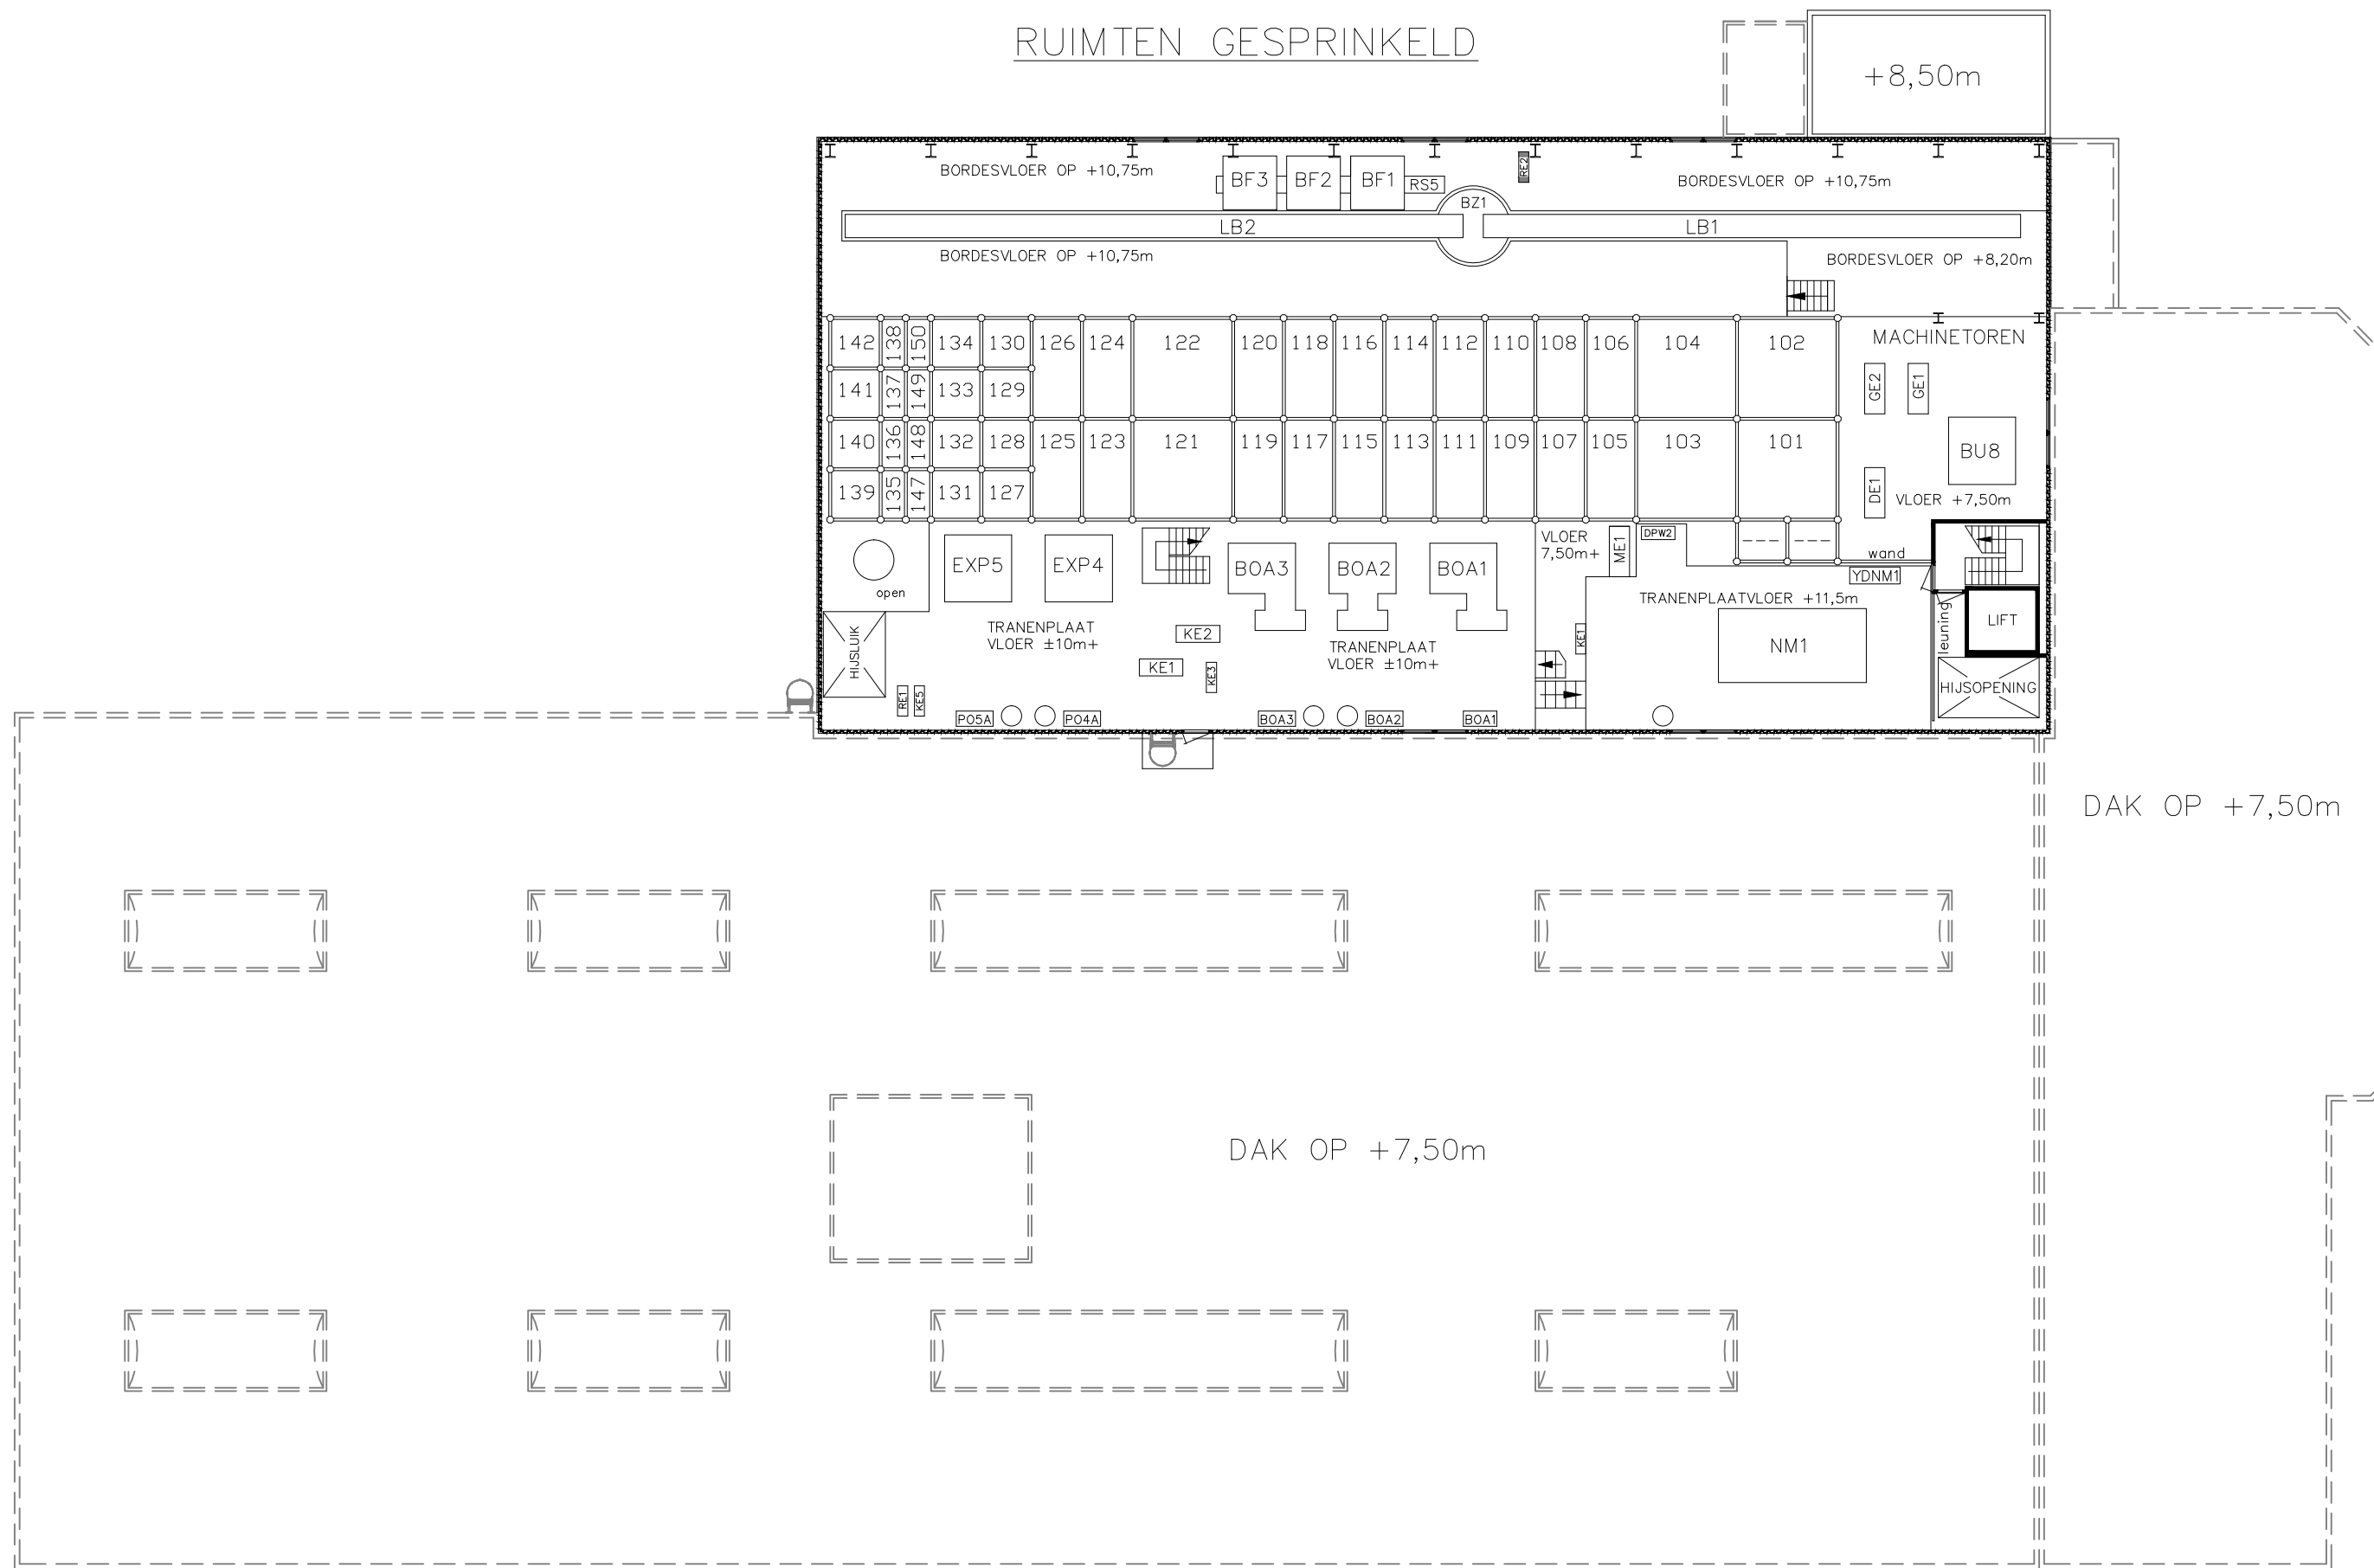 RUIMTEN GESPRINKELD
+8,50m
BORDESVLOER OP +10,75m
BF3
BF2
BF1
RS5
RE2
BORDESVLOER OP +10,75m
BZ1
LB2
LB1
BORDESVLOER OP +10,75m
BORDESVLOER OP +8,20m
MACHINETOREN
142
138
150
134
130
126
124
122
120
118
116
114
112
110
108
106
104
102
141
137
149
133
129
GE2
GE1
140
136
148
132
128
125
123
121
119
117
115
113
111
109
107
105
103
101
BU8
139
135
147
131
127
DE1
VLOER +7,50m
open
EXP5
EXP4
BOA3
BOA2
BOA1
VLOER
7,50m+
ME1
DPW2
wand
YDNM1
TRANENPLAATVLOER +11,5m
leuning
LIFT
HIJSLUIK
TRANENPLAAT
VLOER ±10m+
KE2
KE1
KE3
TRANENPLAAT
VLOER ±10m+
KE1
NM1
HIJSOPENING
RE1
KE5
PO5A
PO4A
BOA3
BOA2
BOA1
DAK OP +7,50m
DAK OP +7,50m